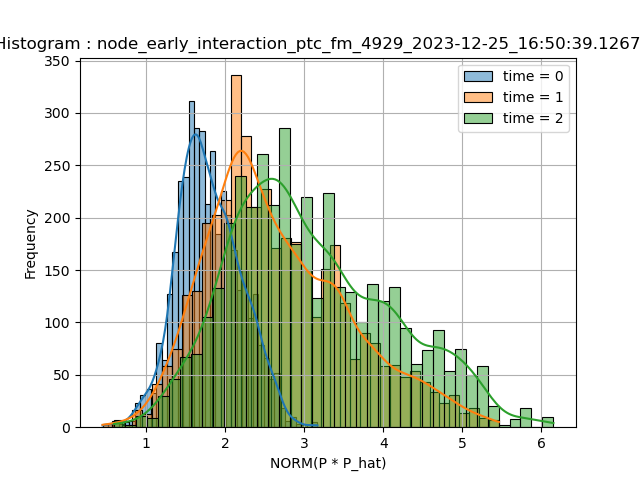 Histogram : node_early_interaction_ptc_fm_4929_2023-12-25_16:50:39.1267
350
300
250
200
150
100
50
0
Frequency
time = 0
time = 1
time = 2
1 2 3 4 5 6
NORM(P * P_hat)